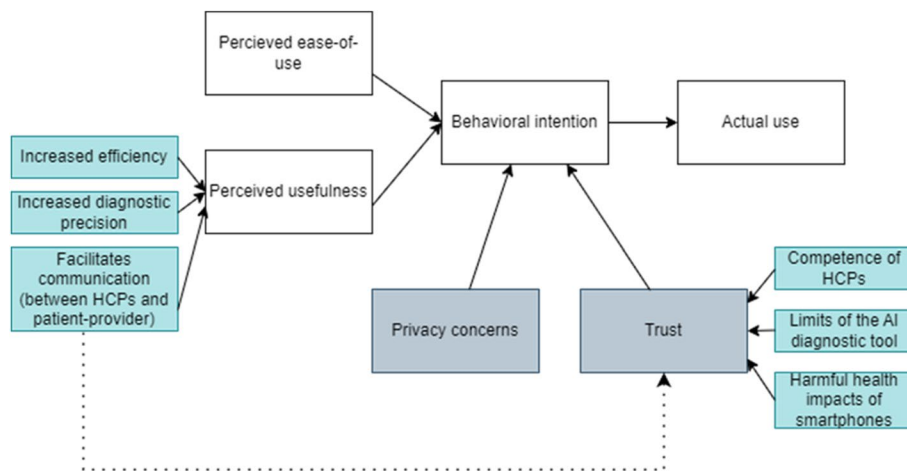 Percieved ease-of-
use
Behavioral intention
Actual use
Increased efficiency
Perceived usefulness
Increased diagnostic
precision
Facilitates
communication
(between HCPs and
patient-provider)
Privacy concerns
Trust
Competence of
HCPs
Limits of the AI
diagnostic tool
Harmful health
impacts of
smartphones